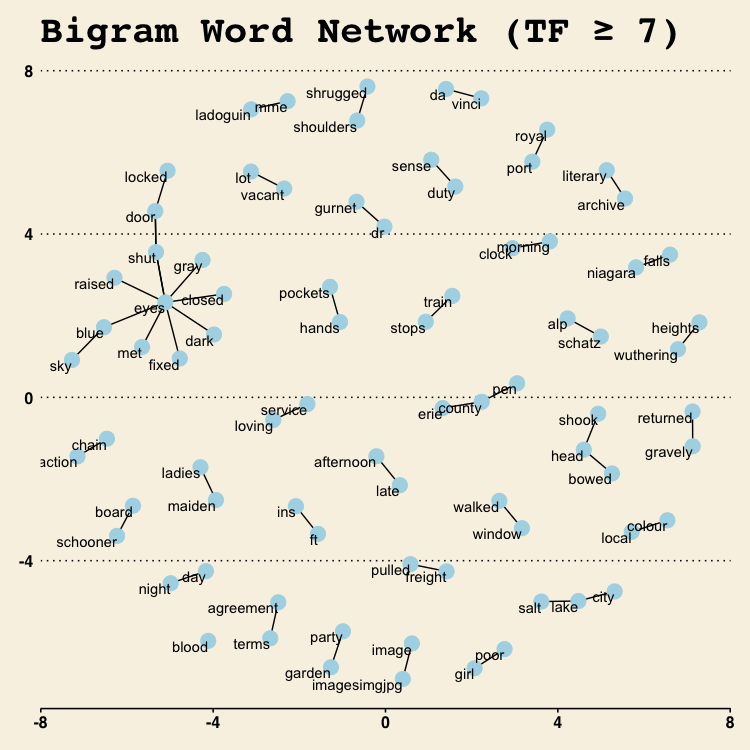 Bigram Word Network (TF ≥ 7)
8
shrugged
da
vinci
ladoguin
mme
shoulders
royal
port
sense
literary
locked
lot
vacant
duty
archive
gurnet
door
dr
4
morning
clock
shut
gray
falls
niagara
raised
closed
pockets
train
eyes
alp
heights
hands
stops
blue
dark
schatz
met
wuthering
sky
fixed
pen
0
service
county
erie
loving
shook
returned
chain
gravely
action
head
afternoon
ladies
bowed
late
maiden
walked
board
ins
colour
window
local
schooner
ft
-4
pulled
freight
day
night
city
salt
lake
agreement
party
terms
blood
image
poor
garden
girl
imagesimgjpg
-8
-4
0
4
8